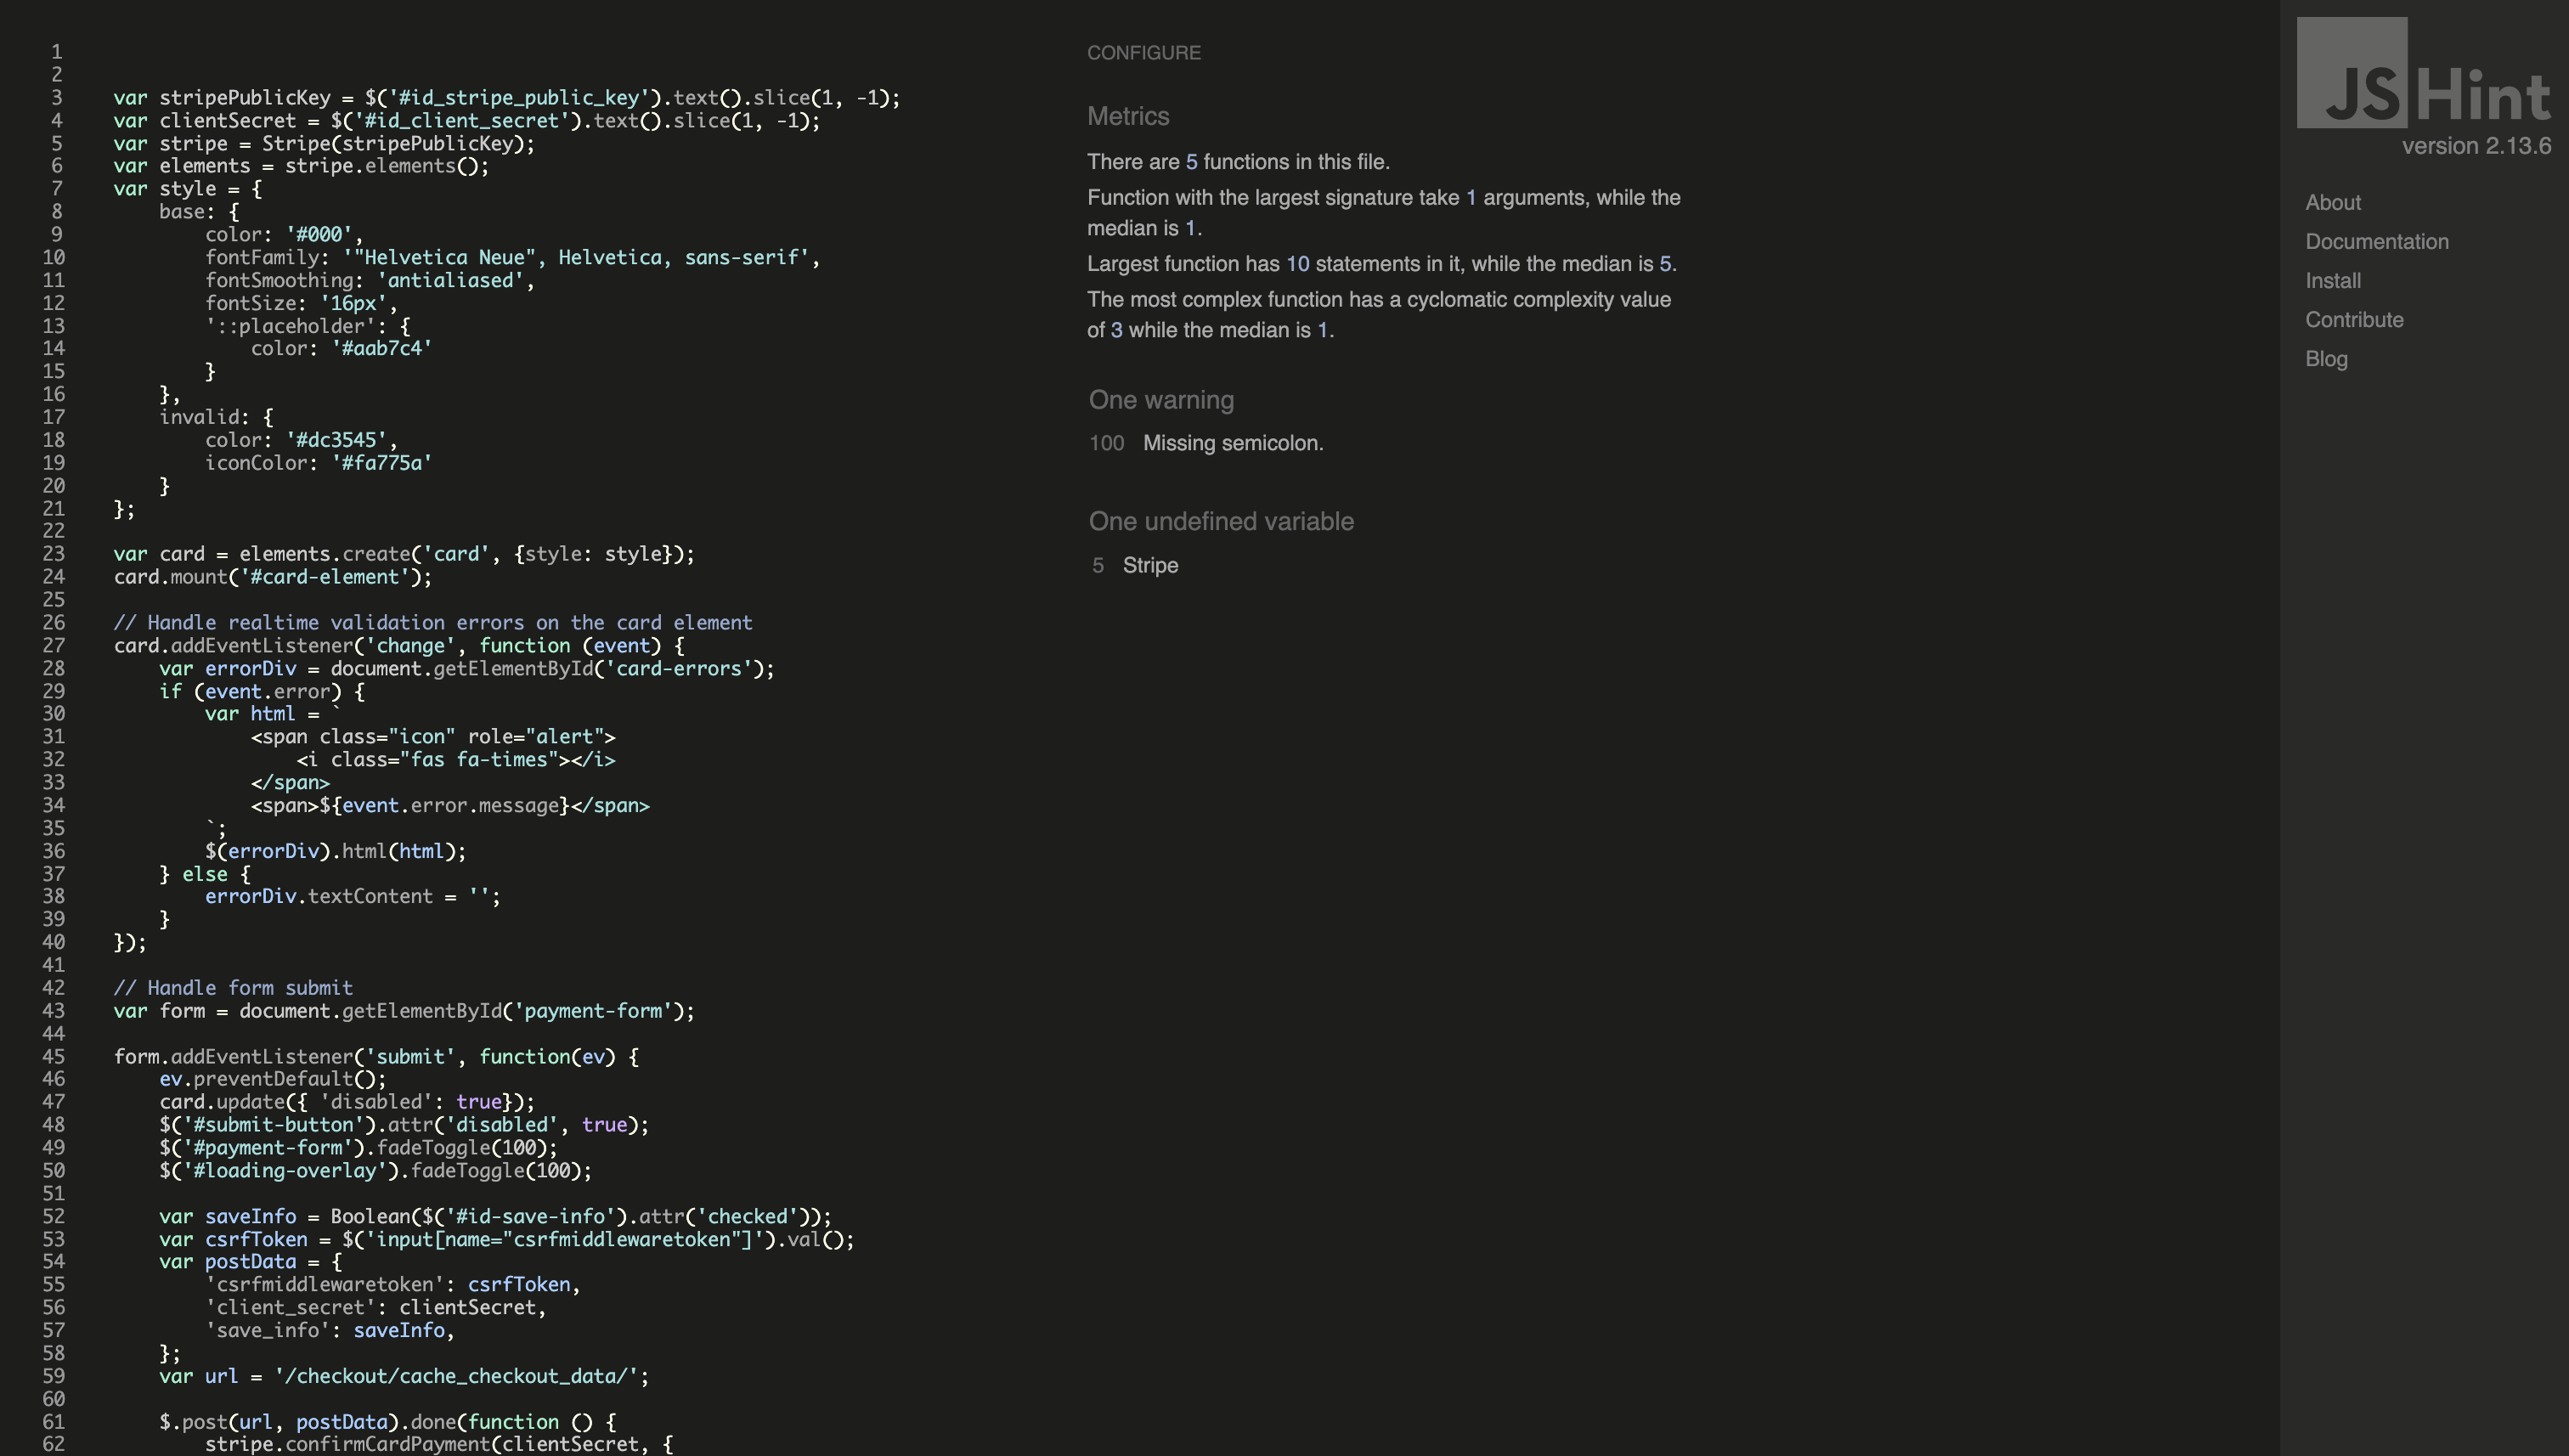 1
2
3 var stripePublicKey = $('#id_stripe_public_key').text().slice(1, -1);
4 var clientSecret = $('#id_client_secret').text().slice(1, -1);
5 var stripe = Stripe(stripePublicKey);
6 var elements = stripe.elements();
7 var style = {
8 base: {
9 color: '#000',
10 fontFamily: '"Helvetica Neue", Helvetica, sans-serif',
11 fontSmoothing: 'antialiased',
12 fontSize: '16px',
13 '::placeholder': {
14 color: '#aab7c4'
15 }
16 },
17 invalid: {
18 color: '#dc3545',
19 iconColor: '#fa775a'
20 }
21 };
22
23 var card = elements.create('card', {style: style});
24 card.mount('#card-element');
25
26 // Handle realtime validation errors on the card element
27 card.addEventListener('change', function (event) {
28 var errorDiv = document.getElementById('card-errors');
29 if (event.error) {
30 var html = `
31 <span class="icon" role="alert">
32 <i class="fas fa-times"></i>
33 </span>
34 <span>${event.error.message}</span>
35 `;
36 $(errorDiv).html(html);
37 } else {
38 errorDiv.textContent = '';
39 }
40 });
41
42 // Handle form submit
43 var form = document.getElementById('payment-form');
44
45 form.addEventListener('submit', function(ev) {
46 ev.preventDefault();
47 card.update({ 'disabled': true});
48 $('#submit-button').attr('disabled', true);
49 $('#payment-form').fadeToggle(100);
50 $('#loading-overlay').fadeToggle(100);
51
52 var saveInfo = Boolean($('#id-save-info').attr('checked'));
53 var csrfToken = $('input[name="csrfmiddlewaretoken"]').val();
54 var postData = {
55 'csrfmiddlewaretoken': csrfToken,
56 'client_secret': clientSecret,
57 'save_info': saveInfo,
58 };
59 var url = '/checkout/cache_checkout_data/';
60
61 $.post(url, postData).done(function () {
62 stripe.confirmCardPayment(clientSecret, {
CONFIGURE
Metrics
There are 5 functions in this file.
Function with the largest signature take 1 arguments, while the
median is 1.
Largest function has 10 statements in it, while the median is 5.
The most complex function has a cyclomatic complexity value
of 3 while the median is 1.
One warning
100 Missing semicolon.
One undefined variable
5 Stripe
JSHint
version 2.13.6
About
Documentation
Install
Contribute
Blog